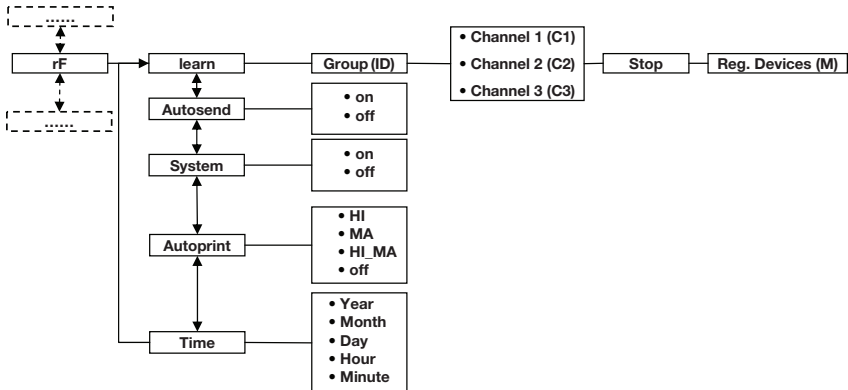 ......
rF
......
learn
Group (ID)
• Channel 1 (C1)
• Channel 2 (C2)
• Channel 3 (C3)
Stop
Reg. Devices (M)
Autosend
• on
• off
System
• on
• off
Autoprint
• HI
• MA
• HI_MA
• off
Time
• Year
• Month
• Day
• Hour
• Minute